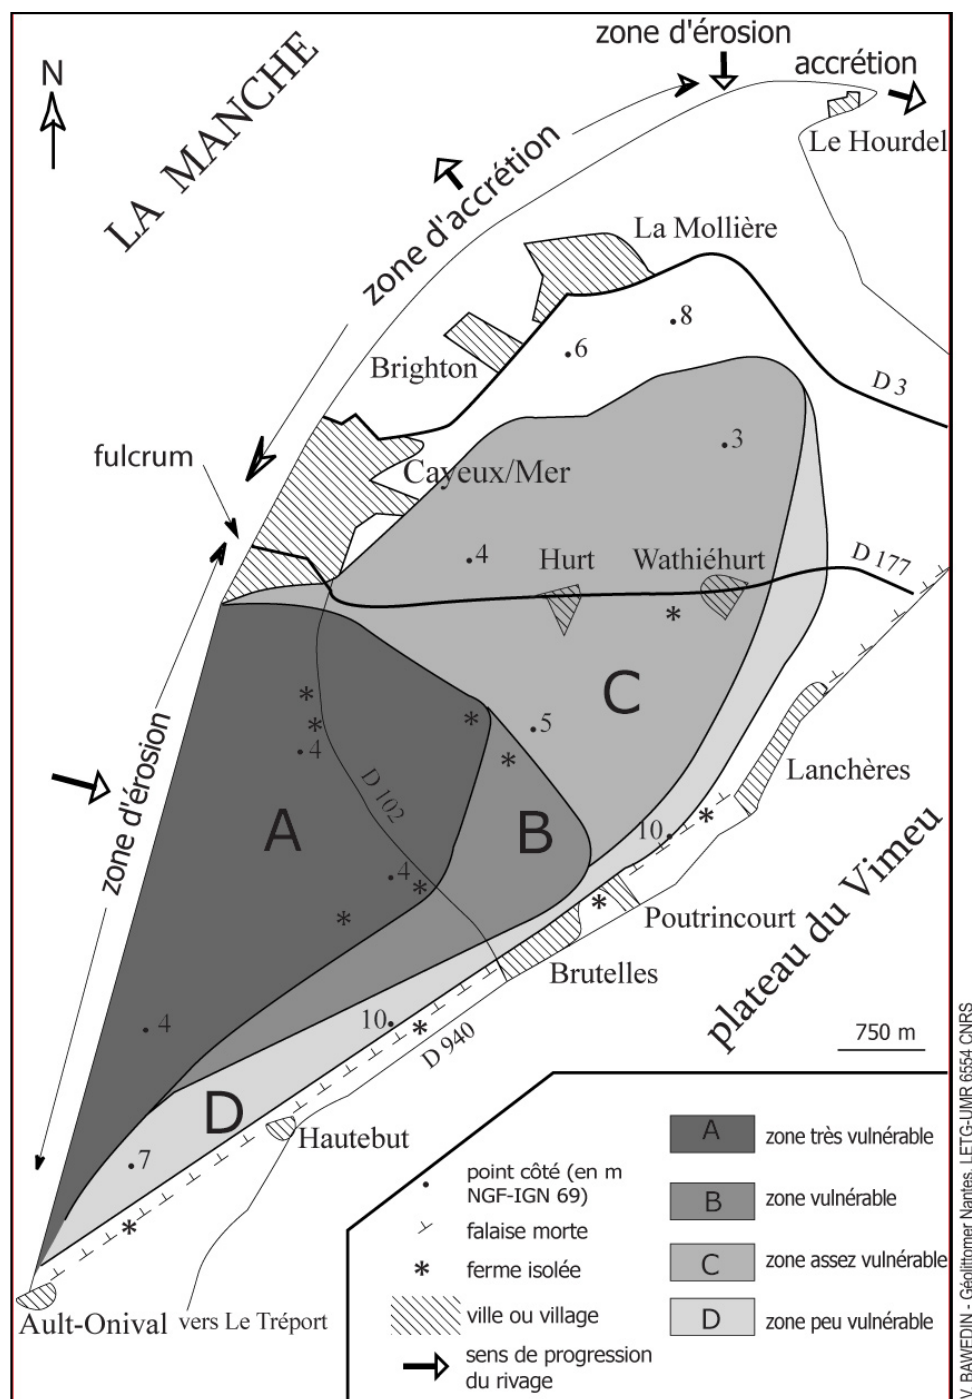 zone d'érosion
accrétion
N
LA MANCHE
Le Hourdel
zone d'accrétion
La Mollière
8
6
Brighton
D 3
3
fulcrum
Cayeux/Mer
4
Hurt
Wathiéhurt
D 177
C
5
4
D 102
Lanchères
zone d'érosion
A
B
10
4
plateau du Vimeu
Poutrincourt
Brutelles
4
10
D 940
750 m
D
Hautebut
7
Ault-Onival
vers Le Tréport
point côté (en m
NGF-IGN 69)
falaise morte
ferme isolée
ville ou village
sens de progression
du rivage
A
zone très vulnérable
B
zone vulnérable
C
zone assez vulnérable
D
zone peu vulnérable
V. BAWEDIN - Géolittomer Nantes, LETG-UMR 6554 CNRS